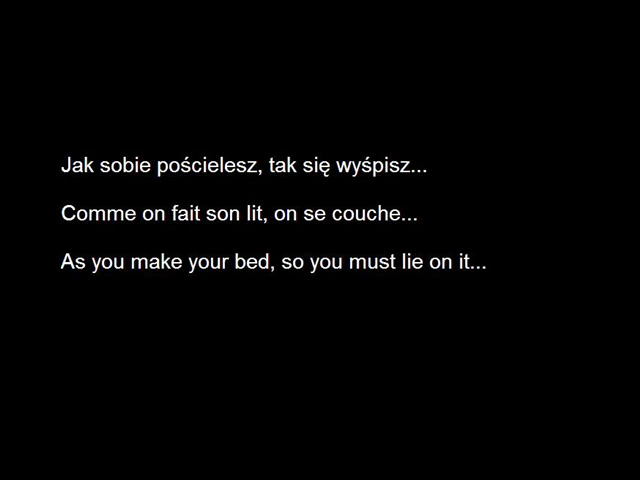 Jak sobie pościelesz, tak się wyśpisz...
Comme on fait son lit, on se couche...
As you make your bed, so you must lie on it...